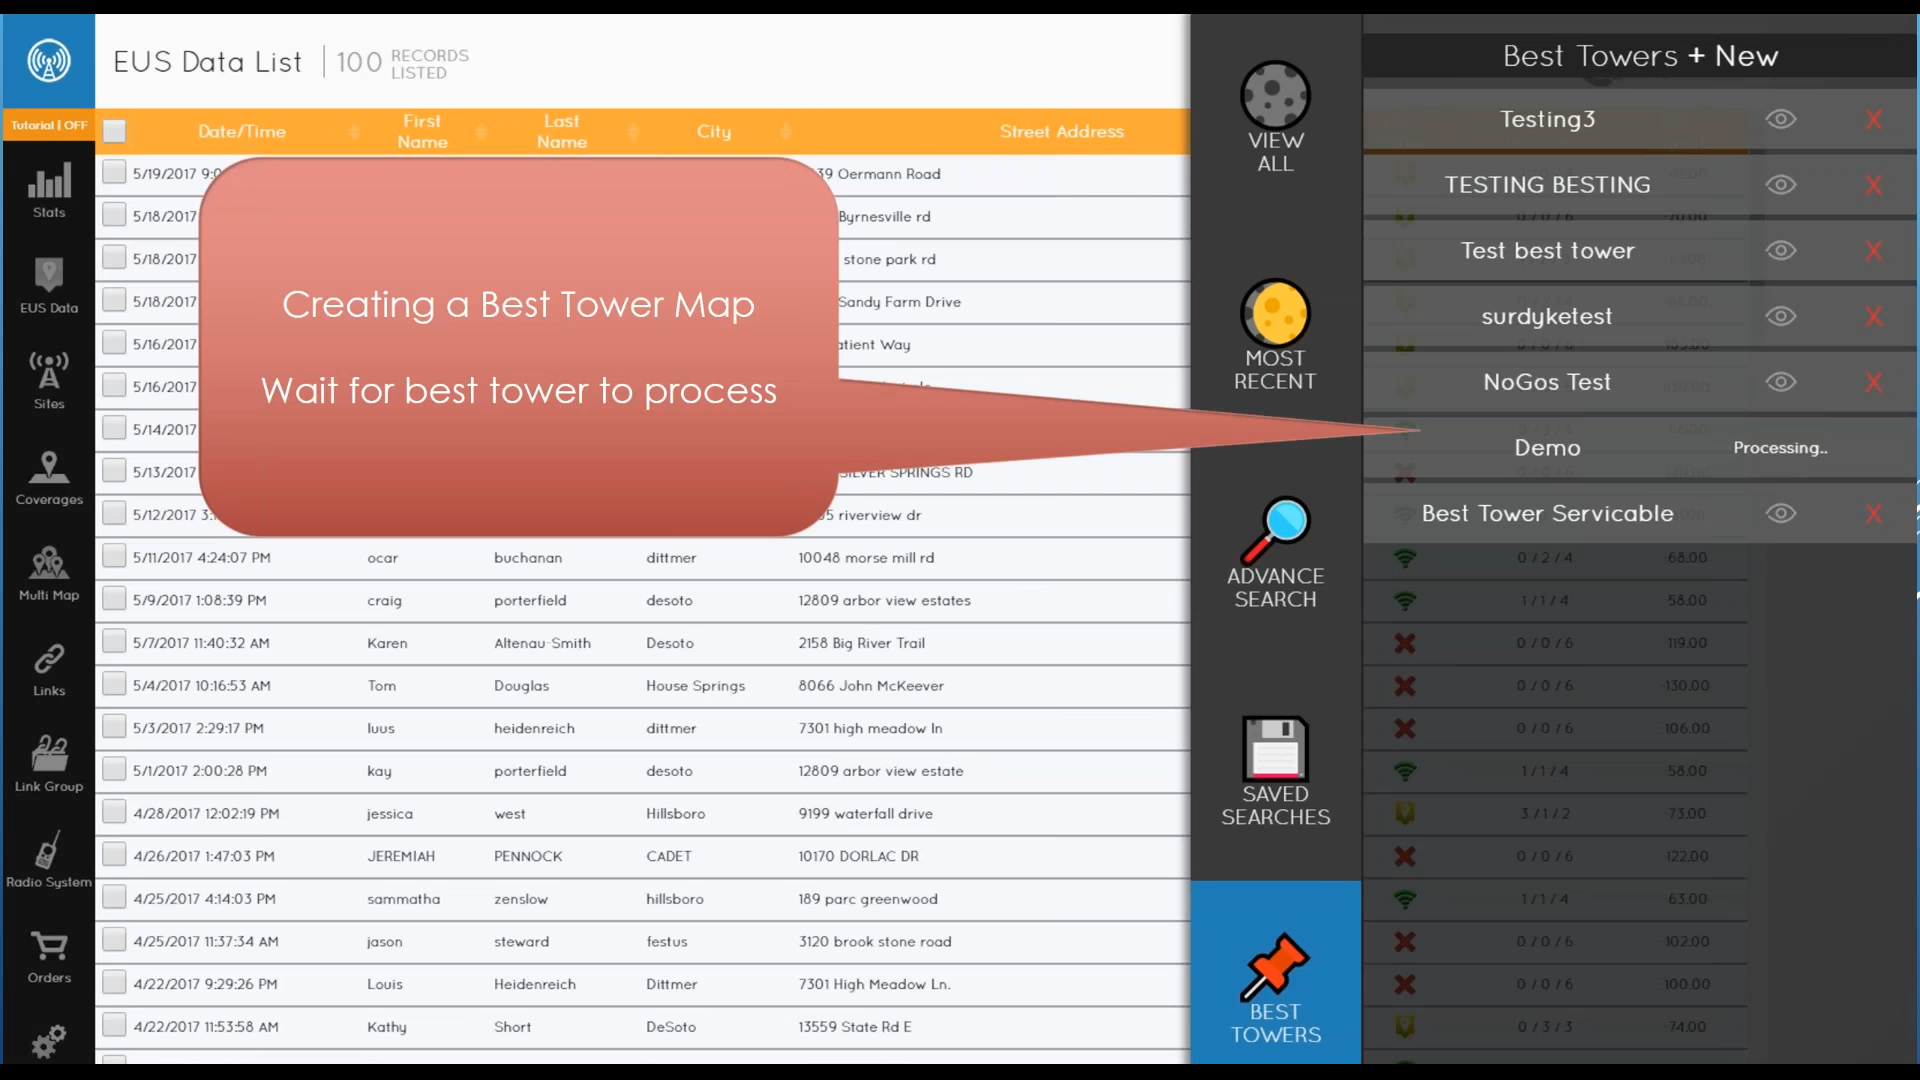 EUS Data List
100 RECORDS
LISTED
Best Towers + New
Tutorial | OFF
Date/Time First Name Last Name City Street Address
Stats
EUS Data
Sites
Coverages
Multi Map
Links
Link Group
Radio System
Orders
Creating a Best Tower Map
Wait for best tower to process
5/19/2017 39 Oermann Road
5/18/2017 Byrnesville rd
5/18/2017 stone park rd
5/18/2017 Sandy Farm Drive
5/16/2017 Way
5/16/2017
5/14/2017
5/13/2017 SILVER SPRINGS RD
5/12/2017 riverview dr
5/11/2017 4:24:07 PM ocar buchanan dittmer 10048 morse mill rd 0 / 2 / 4 -68.00
5/9/2017 1:08:39 PM craig porterfield desoto 12809 arbor view estates 1 / 1 / 4 -58.00
5/7/2017 11:40:32 AM Karen Altenau-Smith Desoto 2158 Big River Trail 0 / 0 / 6 -119.00
5/4/2017 10:16:53 AM Tom Douglas House Springs 8066 John McKeever 0 / 0 / 6 -130.00
5/3/2017 2:29:17 PM luus heidenreich dittmer 7301 high meadow ln 0 / 0 / 6 -106.00
5/1/2017 2:00:28 PM kay porterfield desoto 12809 arbor view estate 1 / 1 / 4 -58.00
4/28/2017 12:02:19 PM jessica west Hillsboro 9199 waterfall drive 3 / 1 / 2 -73.00
4/26/2017 1:47:03 PM JEREMIAH PENNOCK CADET 10170 DORLAC DR 0 / 0 / 6 -122.00
4/25/2017 4:14:03 PM sammatha zenslow hillsboro 189 parc greenwood 1 / 1 / 4 -63.00
4/25/2017 11:37:34 AM jason steward festus 3120 brook stone road 0 / 0 / 6 -102.00
4/22/2017 9:29:26 PM Louis Heidenreich Dittmer 7301 High Meadow Ln. 0 / 0 / 6 -100.00
4/22/2017 11:53:58 AM Kathy Short DeSoto 13559 State Rd E 0 / 3 / 3 -74.00
VIEW
ALL
MOST
RECENT
ADVANCE
SEARCH
SAVED
SEARCHES
BEST
TOWERS
Testing3 X
TESTING BESTING X
Test best tower X
surdyketest X
NoGos Test X
Demo Processing..
Best Tower Servicable X